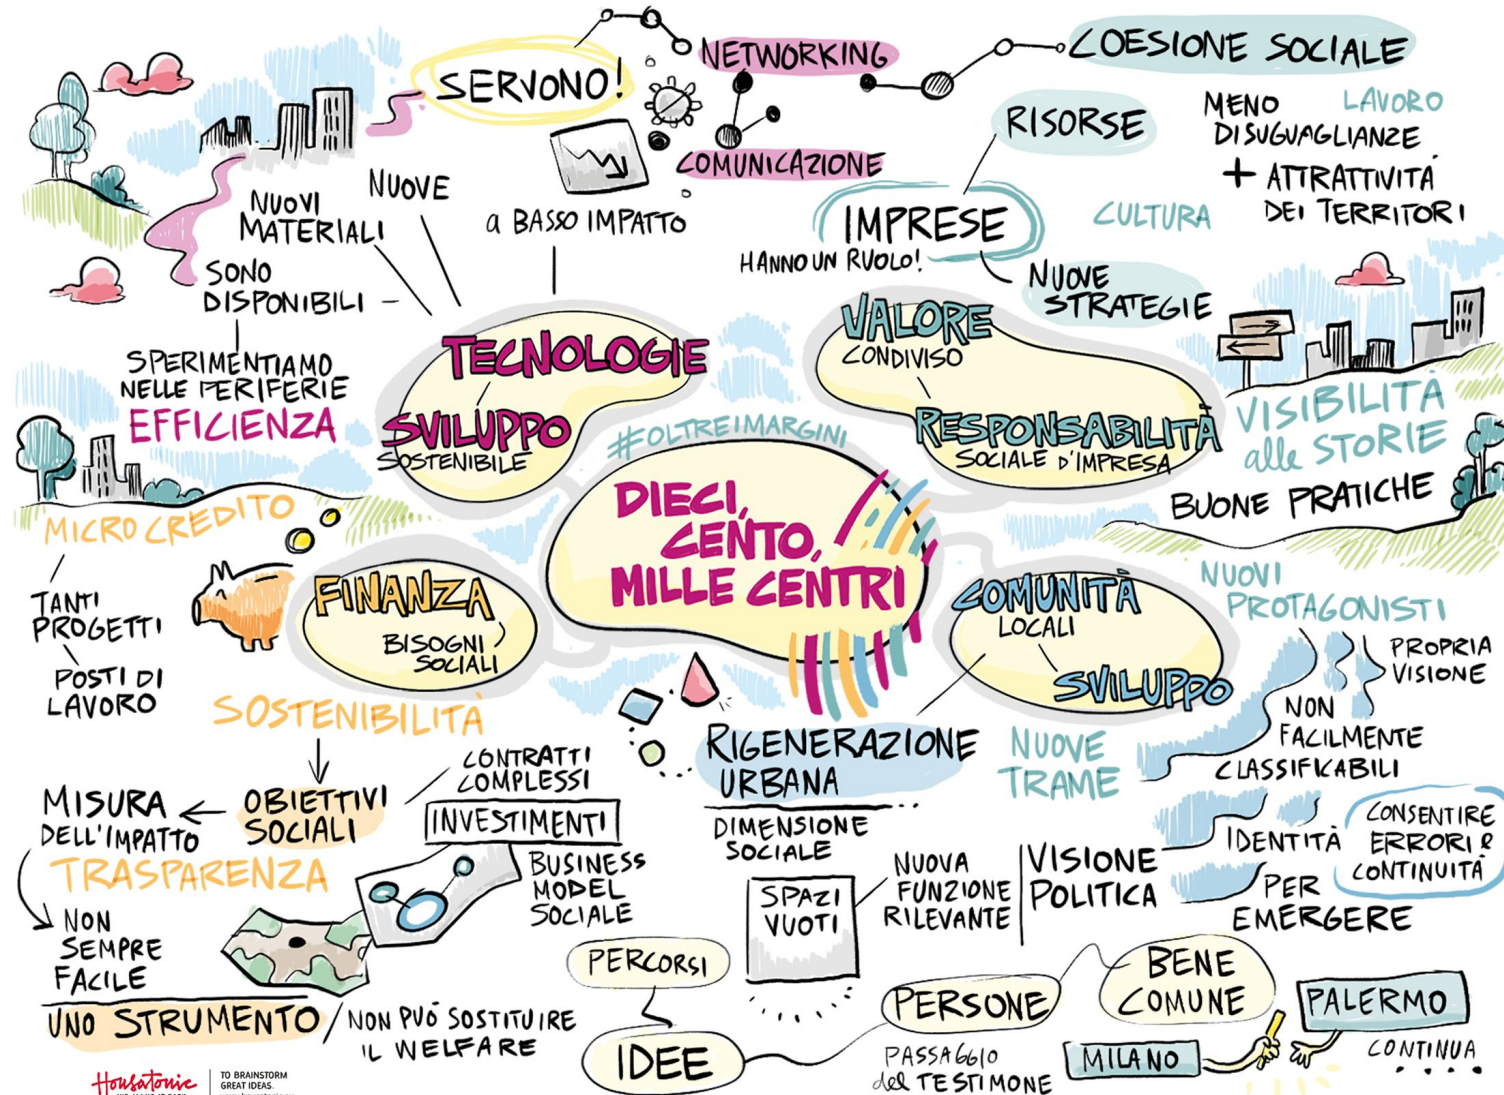 SERVONO!
NETWORKING
COMUNICAZIONE
COESIONE SOCIALE
RISORSE
MENO
DISUGUAGLIANZE
+ ATTRATTIVITÁ
DEI TERRITORI
LAVORO
CULTURA
IMPRESE
HANNO UN RUOLO!
NUOVE
STRATEGIE
NUOVI
MATERIALI
NUOVE
a BASSO IMPATTO
SONO
DISPONIBILI
SPERIMENTIAMO
NELLE PERIFERIE
EFFICIENZA
TECNOLOGIE
SVILUPPO
SOSTENIBILE
VALORE
CONDIVISO
RESPONSABILITÀ
SOCIALE D'IMPRESA
VISIBILITÀ
alle STORIE
BUONE PRATICHE
#OLTREIMARGINI
DIECI,
CENTO,
MILLE CENTRI
MICROCREDITO
TANTI
PROGETTI
POSTI DI
LAVORO
FINANZA
BISOGNI
SOCIALI
SOSTENIBILITÀ
OBIETTIVI
SOCIALI
CONTRATTI
COMPLESSI
INVESTIMENTI
BUSINESS
MODEL
SOCIALE
MISURA
DELL'IMPATTO
TRASPARENZA
NON
SEMPRE
FACILE
UNO STRUMENTO
NON PUÓ SOSTITUIRE
IL WELFARE
COMUNITÀ
LOCALI
SVILUPPO
NUOVI
PROTAGONISTI
PROPRIA
VISIONE
NON
FACILMENTE
CLASSIFICABILI
NUOVE
TRAME
RIGENERAZIONE
URBANA
DIMENSIONE
SOCIALE
SPAZI
VUOTI
NUOVA
FUNZIONE
RILEVANTE
VISIONE
POLITICA
IDENTITÀ
PER
EMERGERE
CONSENTIRE
ERRORI e
CONTINUITÀ
PERCORSI
IDEE
PERSONE
BENE
COMUNE
PASSAGGIO
del TESTIMONE
MILANO
PALERMO
CONTINUA
....
Housatonic
TO BRAINSTORM
GREAT IDEAS.